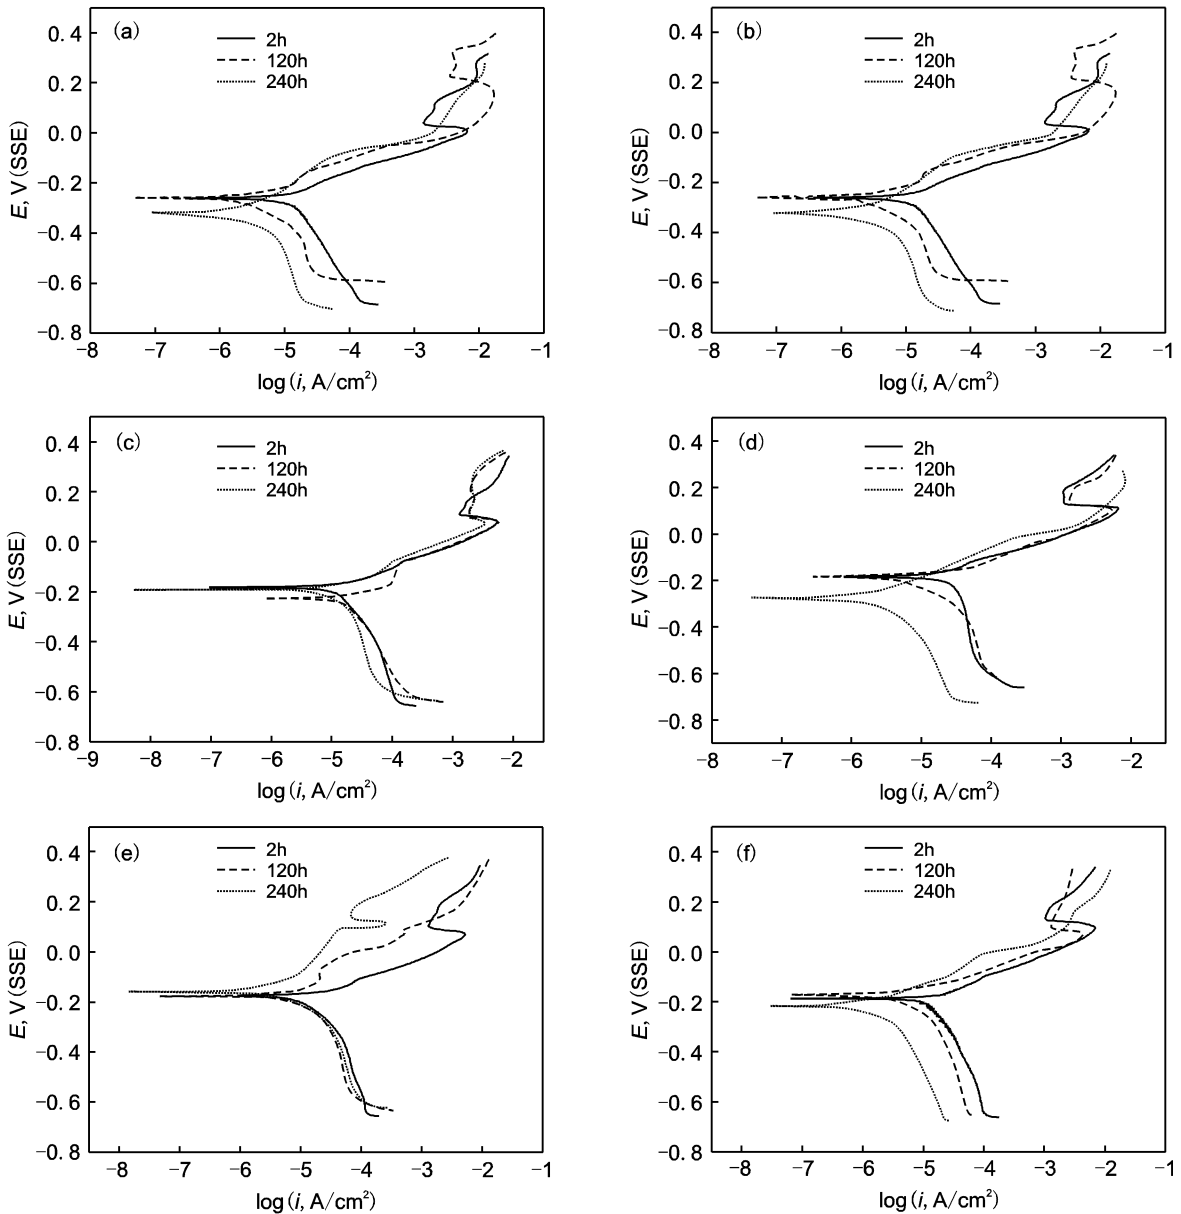 (a)
2h
120h
240h
0.4
0.2
0.0
−0.2
−0.4
−0.6
−0.8
E, V(SSE)
−8 −7 −6 −5 −4 −3 −2 −1
log(i, A/cm²)
(b)
2h
120h
240h
0.4
0.2
0.0
−0.2
−0.4
−0.6
−0.8
E, V(SSE)
−8 −7 −6 −5 −4 −3 −2 −1
log(i, A/cm²)
(c)
2h
120h
240h
0.4
0.2
0.0
−0.2
−0.4
−0.6
−0.8
E, V(SSE)
−9 −8 −7 −6 −5 −4 −3 −2
log(i, A/cm²)
(d)
2h
120h
240h
0.4
0.2
0.0
−0.2
−0.4
−0.6
−0.8
E, V(SSE)
−8 −7 −6 −5 −4 −3 −2
log(i, A/cm²)
(e)
2h
120h
240h
0.4
0.2
0.0
−0.2
−0.4
−0.6
−0.8
E, V(SSE)
−8 −7 −6 −5 −4 −3 −2 −1
log(i, A/cm²)
(f)
2h
120h
240h
0.4
0.2
0.0
−0.2
−0.4
−0.6
−0.8
E, V(SSE)
−8 −7 −6 −5 −4 −3 −2 −1
log(i, A/cm²)